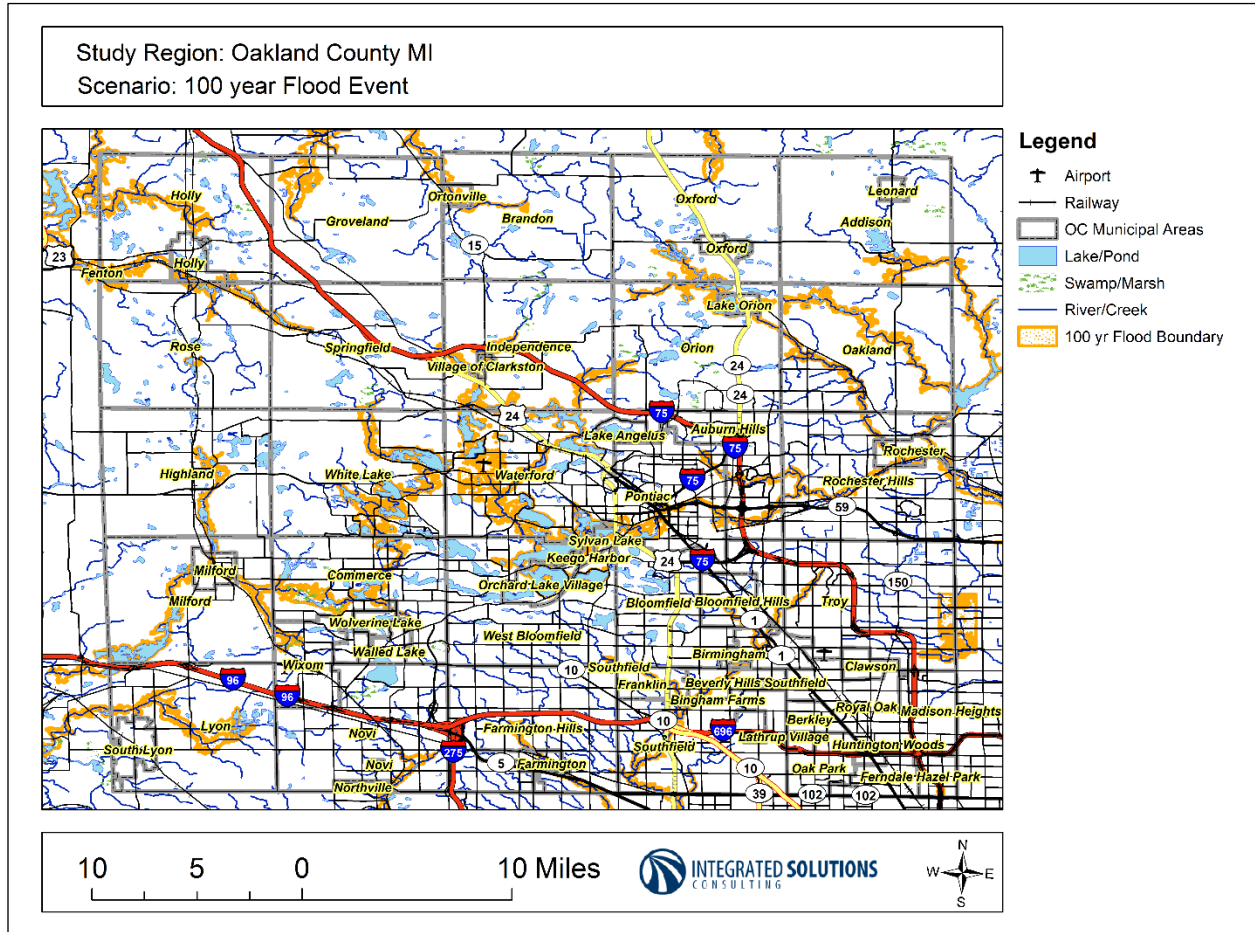 Study Region: Oakland County MI
Scenario: 100 year Flood Event
Legend
Airport
Railway
OC Municipal Areas
Lake/Pond
Swamp/Marsh
River/Creek
100 yr Flood Boundary
Holly
Groveland
Ortonville
Brandon
15
Oxford
Leonard
Addison
23
Fenton
Holly
Oxford
Lake Orion
Rose
Springfield
Independence
Village of Clarkston
Orion
Oakland
24
24
24
75
Lake Angelus
Auburn Hills
75
Rochester
Highland
White Lake
Waterford
75
Rochester Hills
Pontiac
59
Sylvan Lake
Keego Harbor
24
75
Milford
Commerce
Orchard Lake Village
150
Milford
Bloomfield
Bloomfield Hills
Troy
Wolverine Lake
1
West Bloomfield
Walled Lake
Birmingham
1
Wixom
10
Southfield
Clawson
96
96
Franklin
Beverly Hills
Southfield
Bingham Farms
Royal Oak
Madison Heights
Lyon
Novi
Farmington Hills
10
696
Berkley
Lathrup Village
South Lyon
275
Southfield
Huntington Woods
Novi
5
Farmington
10
Oak Park
Ferndale
Hazel Park
Northville
39
102
102
10
5
0
10 Miles
INTEGRATED SOLUTIONS
CONSULTING
N
W
E
S